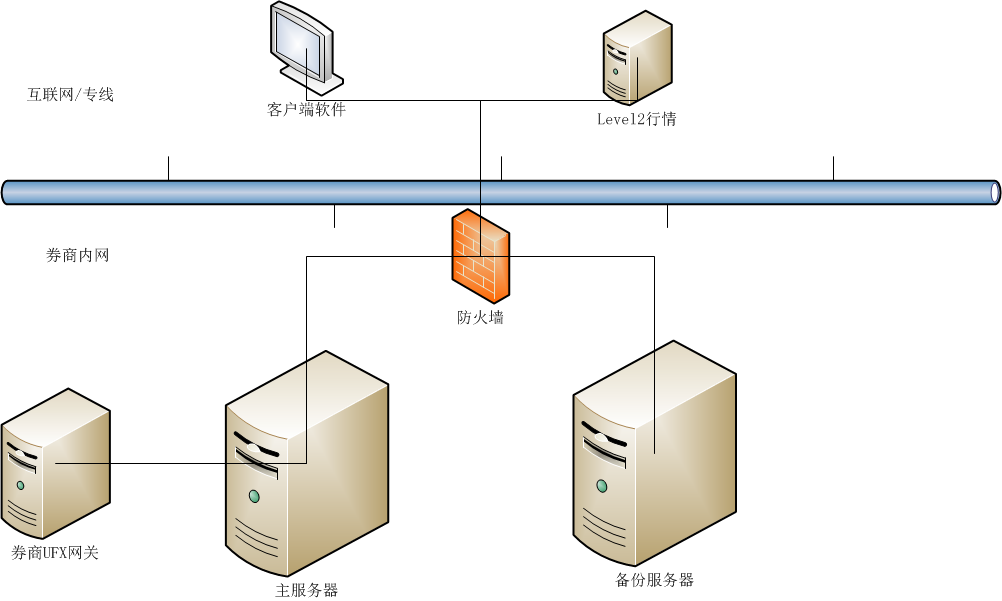 互联网/专线
客户端软件
Level2行情
券商内网
防火墙
券商UFX网关
主服务器
备份服务器